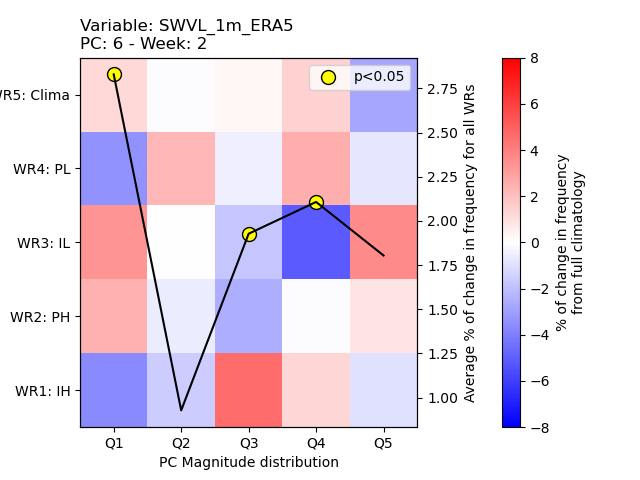 Variable: SWVL_1m_ERA5
PC: 6 - Week: 2
p<0.05
WR5: Clima
WR4: PL
WR3: IL
WR2: PH
WR1: IH
Q1 Q2 Q3 Q4 Q5
PC Magnitude distribution
2.75
2.50
2.25
2.00
1.75
1.50
1.25
1.00
Average % of change in frequency for all WRs
8
6
4
2
0
−2
−4
−6
−8
% of change in frequency
from full climatology